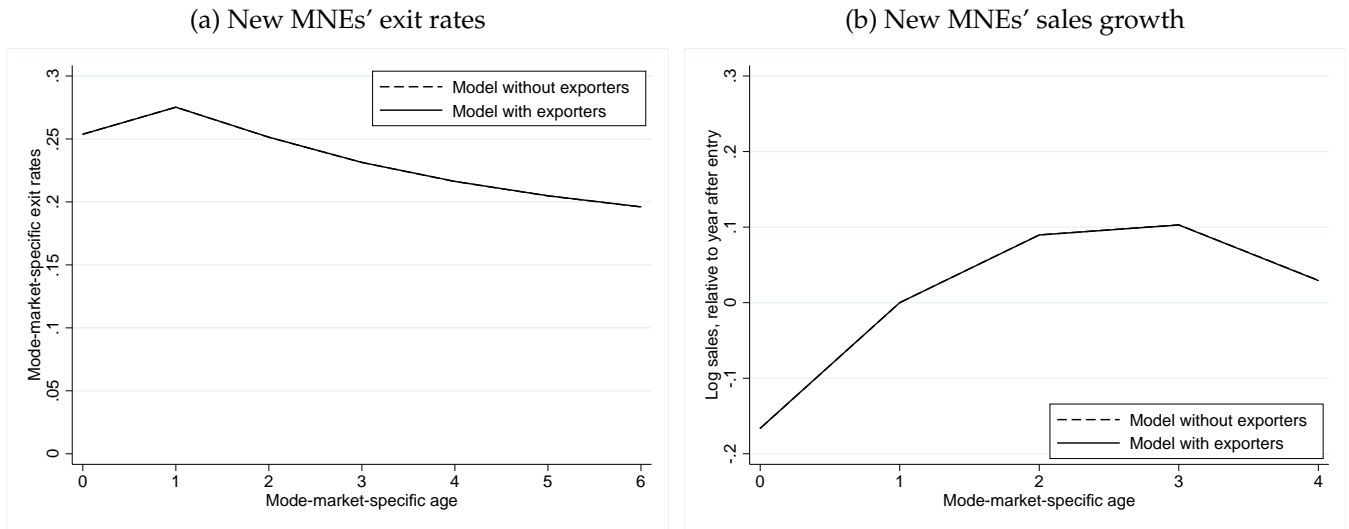 (a) New MNEs’ exit rates
Mode-market-specific exit rates
.3
.25
.2
.15
.1
.05
0
Model without exporters
Model with exporters
0 1 2 3 4 5 6
Mode-market-specific age
(b) New MNEs’ sales growth
Log sales, relative to year after entry
.3
.2
.1
0
-.1
-.2
Model without exporters
Model with exporters
0 1 2 3 4
Mode-market-specific age